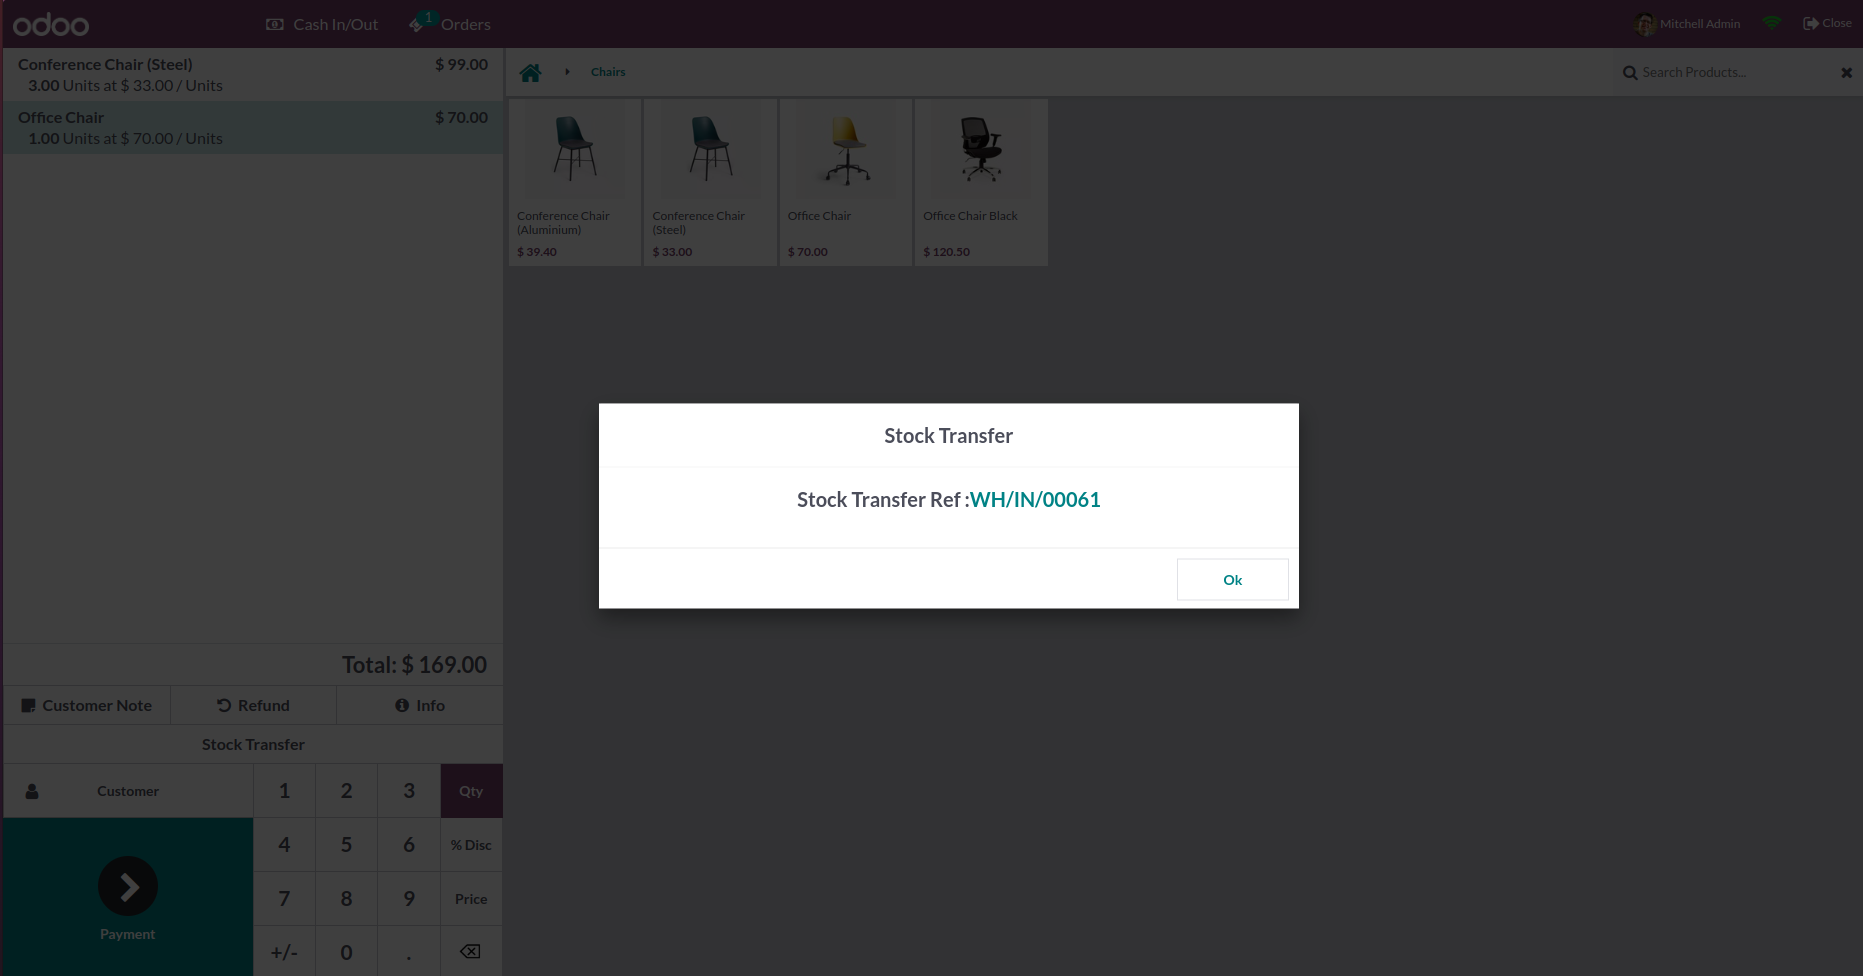 odoo
Cash In/Out
1
Orders
Mitchell Admin
Close
Conference Chair (Steel)
$ 99.00
3.00 Units at $ 33.00 / Units
Office Chair
$ 70.00
1.00 Units at $ 70.00 / Units
Chairs
Search Products...
Conference Chair
(Aluminium)
$ 39.40
Conference Chair
(Steel)
$ 33.00
Office Chair
$ 70.00
Office Chair Black
$ 120.50
Stock Transfer
Stock Transfer Ref :WH/IN/00061
Ok
Total: $ 169.00
Customer Note
Refund
Info
Stock Transfer
Customer
1
2
3
Qty
4
5
6
% Disc
7
8
9
Price
Payment
+/-
0
.